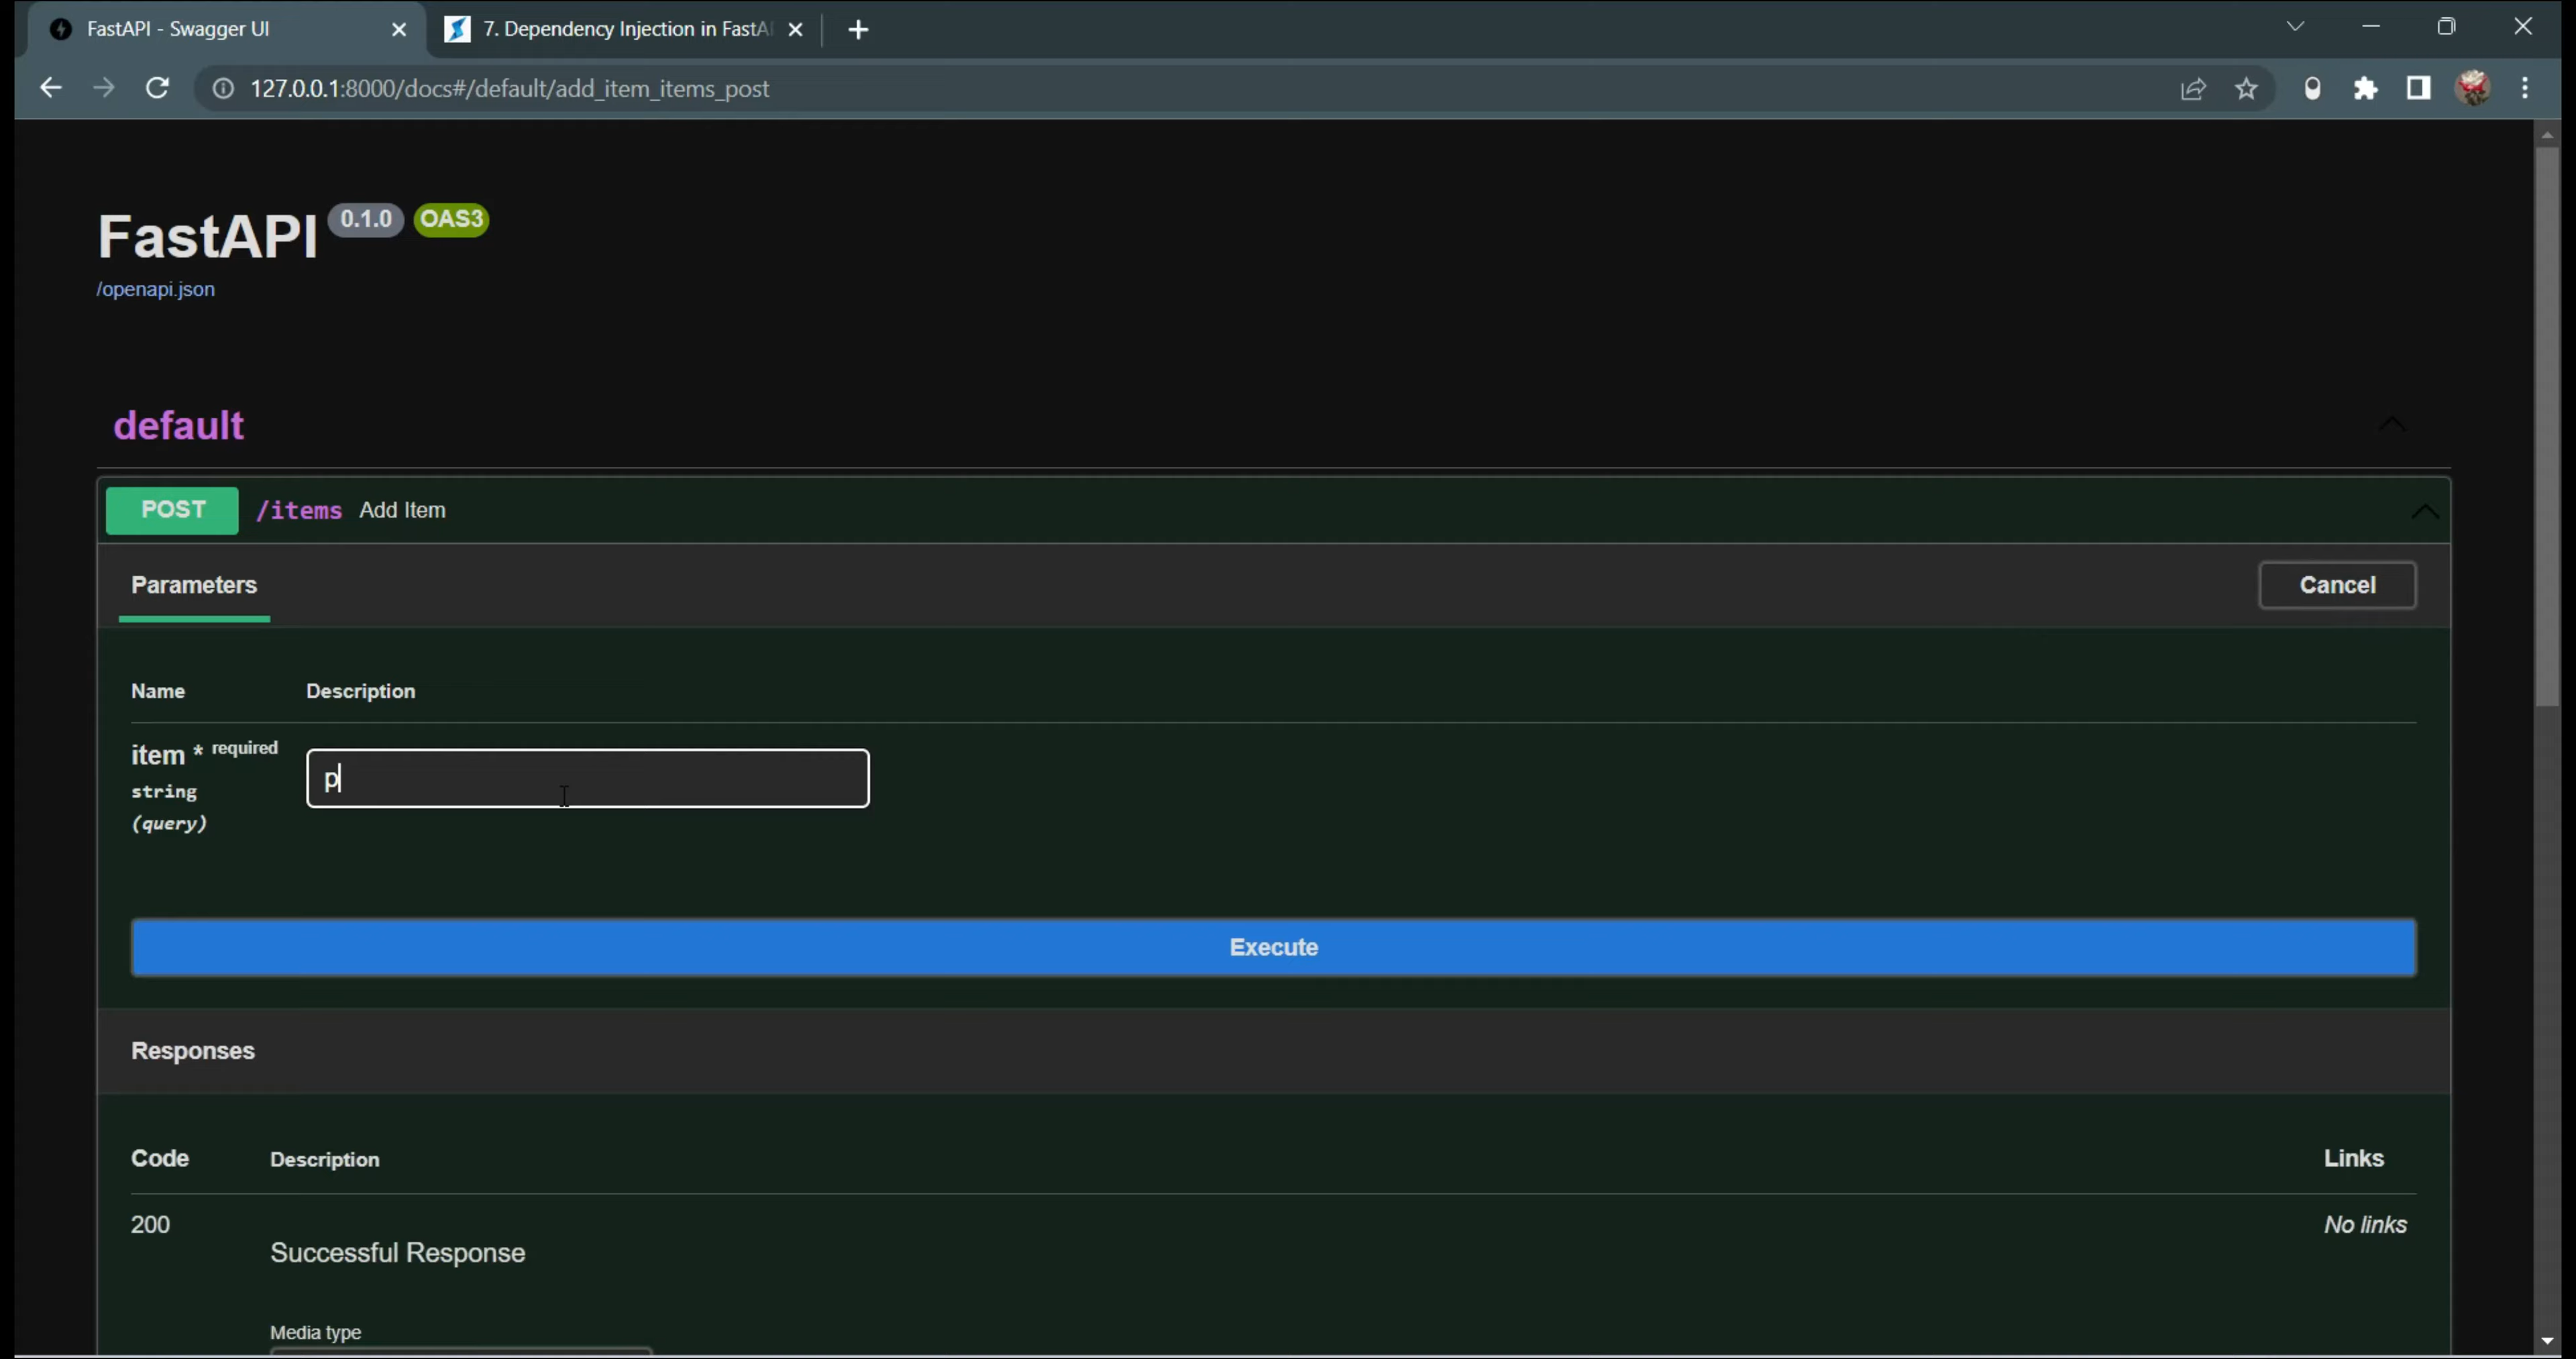 FastAPI - Swagger UI
7. Dependency Injection in FastA
127.0.0.1:8000/docs#/default/add_item_items_post
FastAPI 0.1.0 OAS3
/openapi.json
default
POST /items Add Item
Parameters Cancel
Name Description
item * required
string
(query)
p
Execute
Responses
Code Description Links
200 No links
Successful Response
Media type